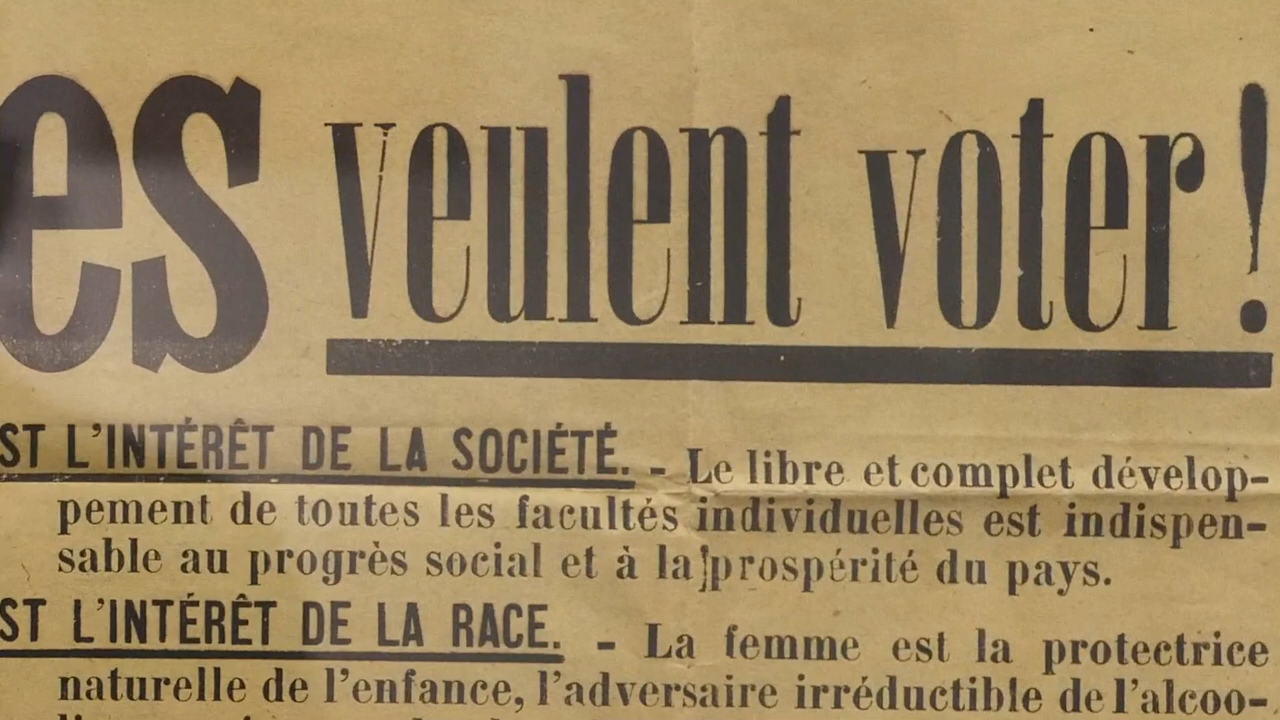 es veulent voter!
ST L'INTÉRÊT DE LA SOCIÉTÉ. - Le libre et complet dévelop-
pement de toutes les facultés individuelles est indispen-
sable au progrès social et à la prospérité du pays.
ST L'INTÉRÊT DE LA RACE. - La femme est la protectrice
naturelle de l'enfance, l'adversaire irréductible de l'alcoo-